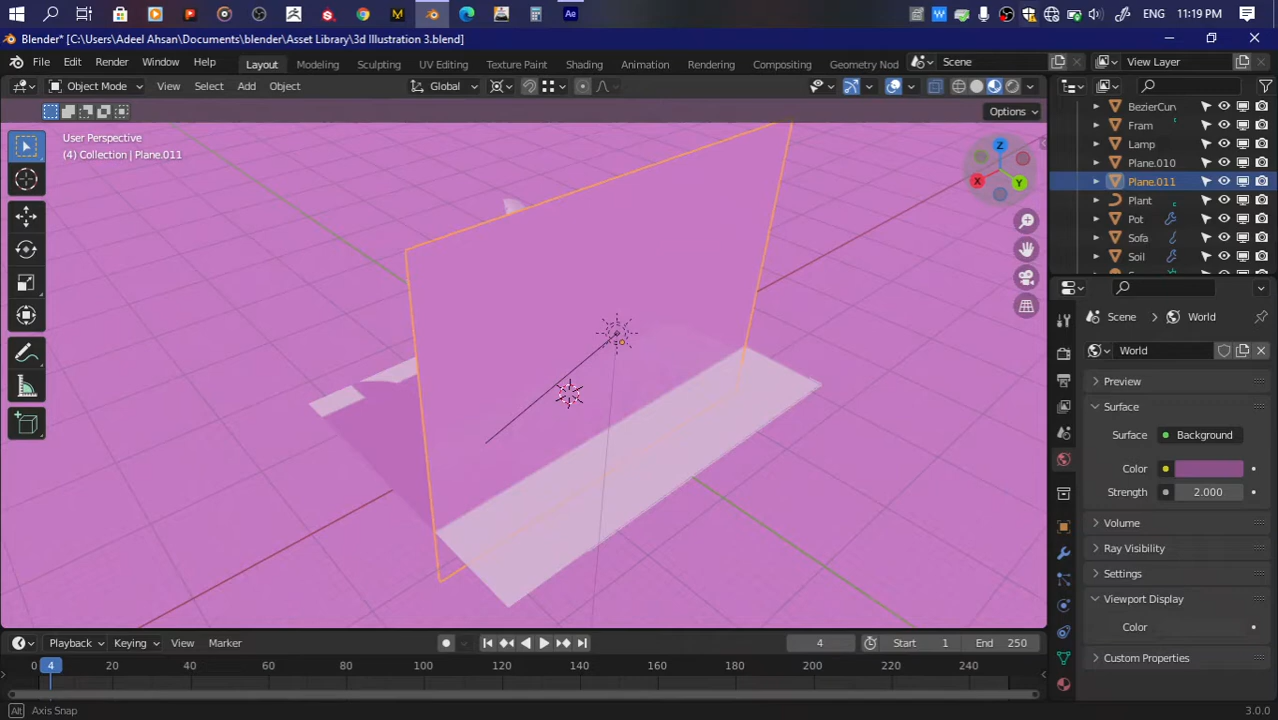 ENG 11:19 PM
Blender* [C:\Users\Adeel Ahsan\Documents\blender\Asset Library\3d Illustration 3.blend]
File Edit Render Window Help Layout Modeling Sculpting UV Editing Texture Paint Shading Animation Rendering Compositing Geometry Nod Scene View Layer
Object Mode View Select Add Object Global
Options
User Perspective
(4) Collection | Plane.011
Z
X
Y
BezierCurv
Fram
Lamp
Plane.010
Plane.011
Plant
Pot
Sofa
Soil
Scene > World
World
Preview
Surface
Surface Background
Color
Strength 2.000
Volume
Ray Visibility
Settings
Viewport Display
Color
Custom Properties
Playback Keying View Marker 4 Start 1 End 250
0 4 20 40 60 80 100 120 140 160 180 200 220 240
Alt Axis Snap 3.0.0